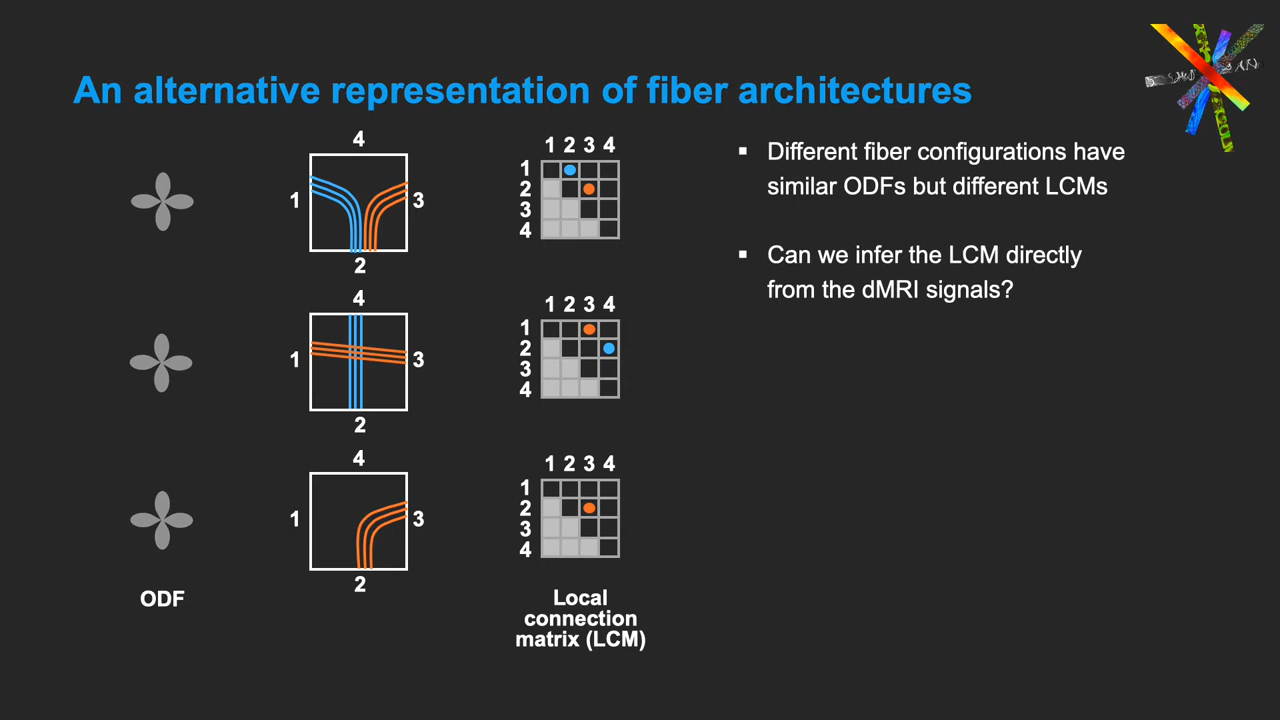 An alternative representation of fiber architectures
4
1
3
2
1 2 3 4
1
2
3
4
▪ Different fiber configurations have
similar ODFs but different LCMs
▪ Can we infer the LCM directly
from the dMRI signals?
4
1
3
2
1 2 3 4
1
2
3
4
4
1
3
2
1 2 3 4
1
2
3
4
ODF
Local
connection
matrix (LCM)